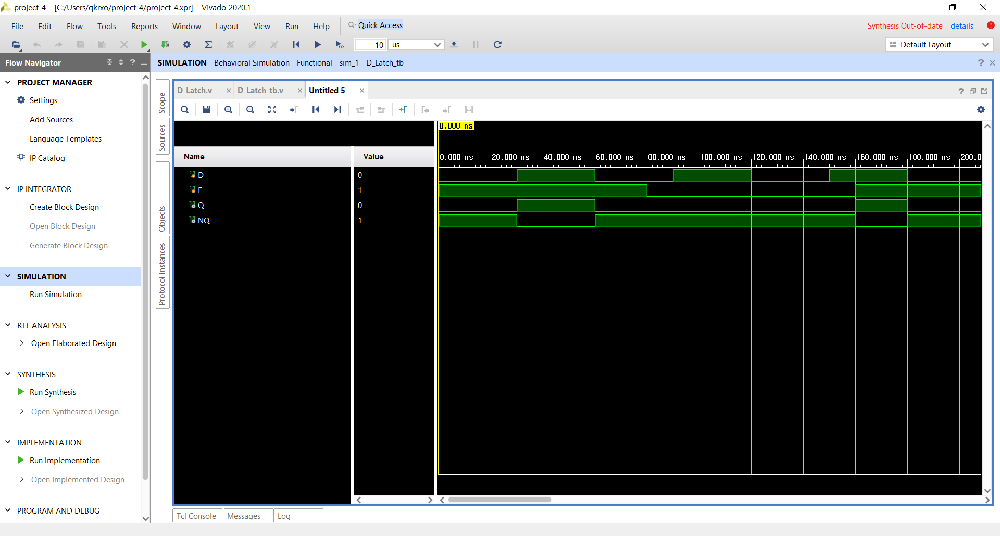 project_4 - [C:/Users/qkrxo/project_4/project_4.xpr] - Vivado 2020.1
File Edit Flow Tools Reports Window Layout View Run Help Quick Access
Synthesis Out-of-date details
10 us
Default Layout
Flow Navigator
SIMULATION - Behavioral Simulation - Functional - sim_1 - D_Latch_tb
PROJECT MANAGER
Settings
Add Sources
Language Templates
IP Catalog
IP INTEGRATOR
Create Block Design
Open Block Design
Generate Block Design
SIMULATION
Run Simulation
RTL ANALYSIS
Open Elaborated Design
SYNTHESIS
Run Synthesis
Open Synthesized Design
IMPLEMENTATION
Run Implementation
Open Implemented Design
PROGRAM AND DEBUG
Scope
Sources
Objects
Protocol Instances
D_Latch.v D_Latch_tb.v Untitled 5
0.000 ns
Name Value
0.000 ns 20.000 ns 40.000 ns 60.000 ns 80.000 ns 100.000 ns 120.000 ns 140.000 ns 160.000 ns 180.000 ns 200.0
D 0
E 1
Q 0
NQ 1
Tcl Console Messages Log